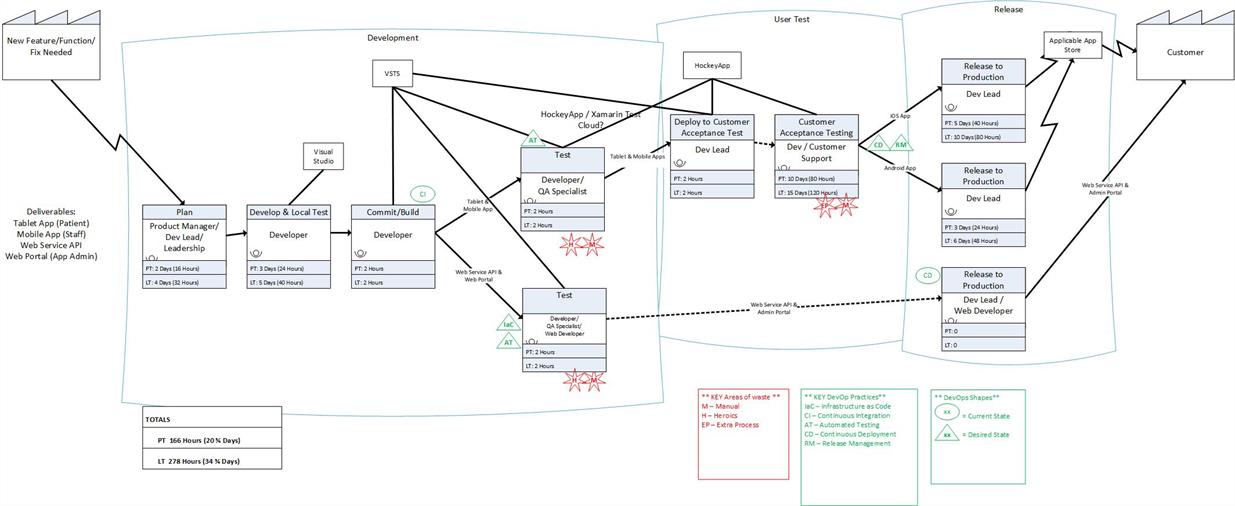 New Feature/Function/
Fix Needed
Development
User Test
Release
Customer
Applicable App
Store
VSTS
HockeyApp
HockeyApp / Xamarin Test
Cloud?
Visual
Studio
Deliverables:
Tablet App (Patient)
Mobile App (Staff)
Web Service API
Web Portal (App Admin)
Plan
Product Manager/
Dev Lead/
Leadership
PT: 2 Days (16 Hours)
LT: 4 Days (32 Hours)
Develop & Local Test
Developer
PT: 3 Days (24 Hours)
LT: 5 Days (40 Hours)
CI
Commit/Build
Developer
PT: 2 Hours
LT: 2 Hours
Tablet &
Mobile App
Web Service API &
Web Portal
AT
Test
Developer/
QA Specialist
PT: 2 Hours
LT: 2 Hours
H
M
IaC
AT
Test
Developer/
QA Specialist/
Web Developer
PT: 2 Hours
LT: 2 Hours
H
M
Tablet & Mobile Apps
Deploy to Customer
Acceptance Test
Dev Lead
PT: 2 Hours
LT: 2 Hours
Customer
Acceptance Testing
Dev / Customer
Support
PT: 10 Days (80 Hours)
LT: 15 Days (120 Hours)
EP
M
iOS App
CD
RM
Android App
Release to
Production
Dev Lead
PT: 5 Days (40 Hours)
LT: 10 Days (80 Hours)
Release to
Production
Dev Lead
PT: 3 Days (24 Hours)
LT: 6 Days (48 Hours)
Web Service API &
Admin Portal
CD
Release to
Production
Dev Lead /
Web Developer
PT: 0
LT: 0
Web Service API &
Admin Portal
TOTALS
PT 166 Hours (20 ¾ Days)
LT 278 Hours (34 ¾ Days)
** KEY Areas of waste **
M – Manual
H – Heroics
EP – Extra Process
** KEY DevOp Practices**
IaC – Infrastructure as Code
CI – Continuous Integration
AT – Automated Testing
CD – Continuous Deployment
RM – Release Management
** DevOps Shapes**
xx = Current State
xx = Desired State